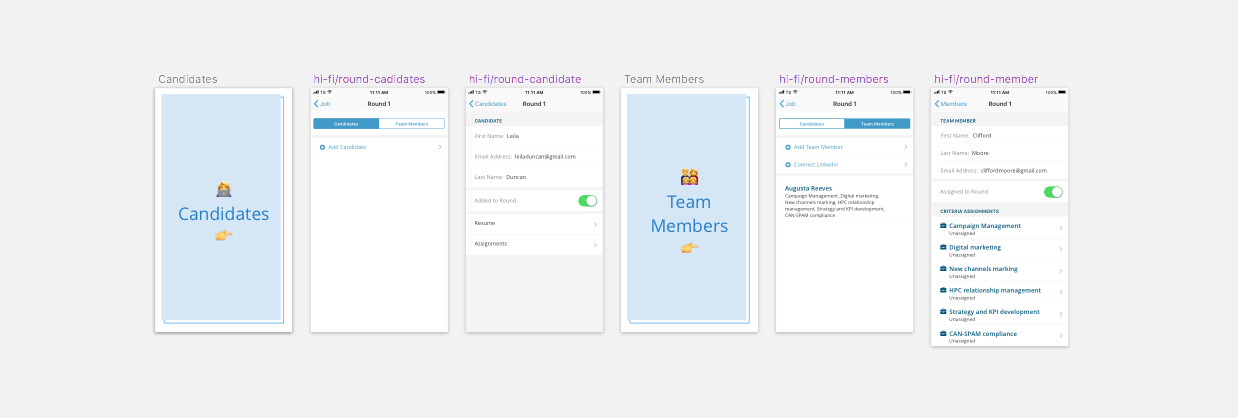 Candidates
Candidates
hi-fi/round-cadidates
TS 11:11 AM 100%
Job Round 1
Candidates Team Members
Add Candidate
hi-fi/round-candidate
TS 11:11 AM 100%
Candidates Round 1
CANDIDATE
First Name: Leila
Email Address: leiladuncan@gmail.com
Last Name: Duncan
Added to Round
Resume
Assignments
Team Members
Team
Members
hi-fi/round-members
TS 11:11 AM 100%
Job Round 1
Candidates Team Members
Add Team Member
Connect Linkedin
Augusta Reeves
Campaign Management, Digital marketing,
New channels marking, HPC relationship
management, Strategy and KPI development,
CAN-SPAM compliance
hi-fi/round-member
TS 11:11 AM 100%
Members Round 1
TEAM MEMBER
First Name: Clifford
Last Name: Moore
Email Address: cliffordmoore@gmail.com
Assigned to Round
CRITERIA ASSIGNMENTS
Campaign Management
Unassigned
Digital marketing
Unassigned
New channels marking
Unassigned
HPC relationship management
Unassigned
Strategy and KPI development
Unassigned
CAN-SPAM compliance
Unassigned